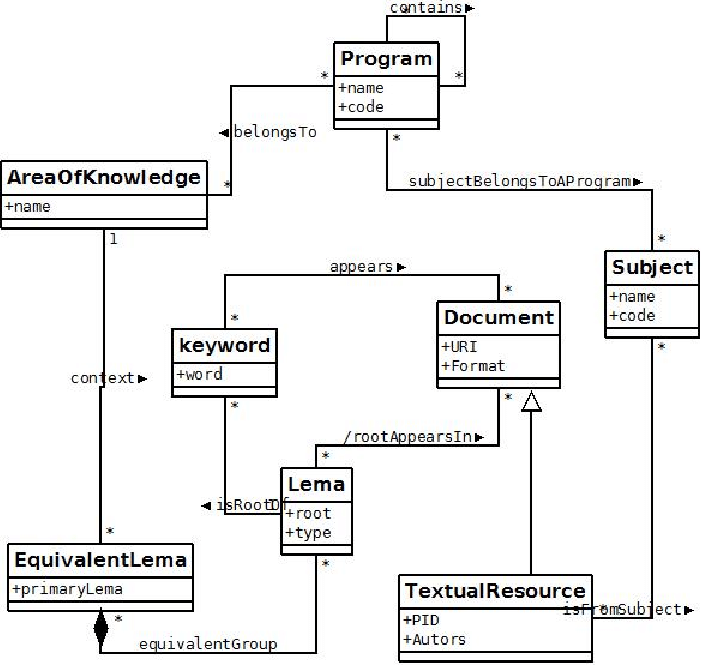 contains▶
*
Program
*
*
+name
+code
◀belongsTo
*
AreaOfKnowledge
*
subjectBelongsToAProgram▶
+name
1
*
Subject
appears▶
+name
*
Document
+code
*
keyword
+URI
*
+word
+Format
context▶
*
*
/rootAppearsIn▶
*
Lema
◀isRootOf
1
+root
+type
*
EquivalentLema
*
+primaryLema
TextualResource
*
isFromSubject▶
*
+PID
equivalentGroup
+Autors